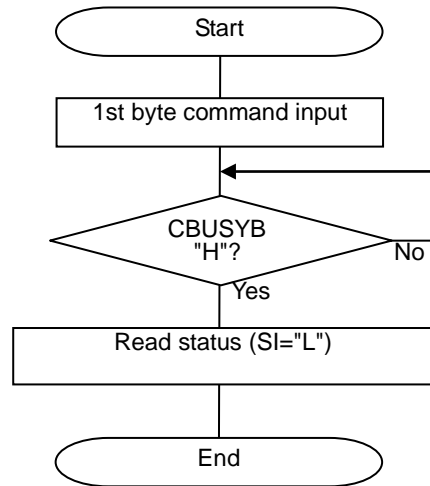 Start
1st byte command input
CBUSYB
"H"?
No
Yes
Read status (SI="L")
End